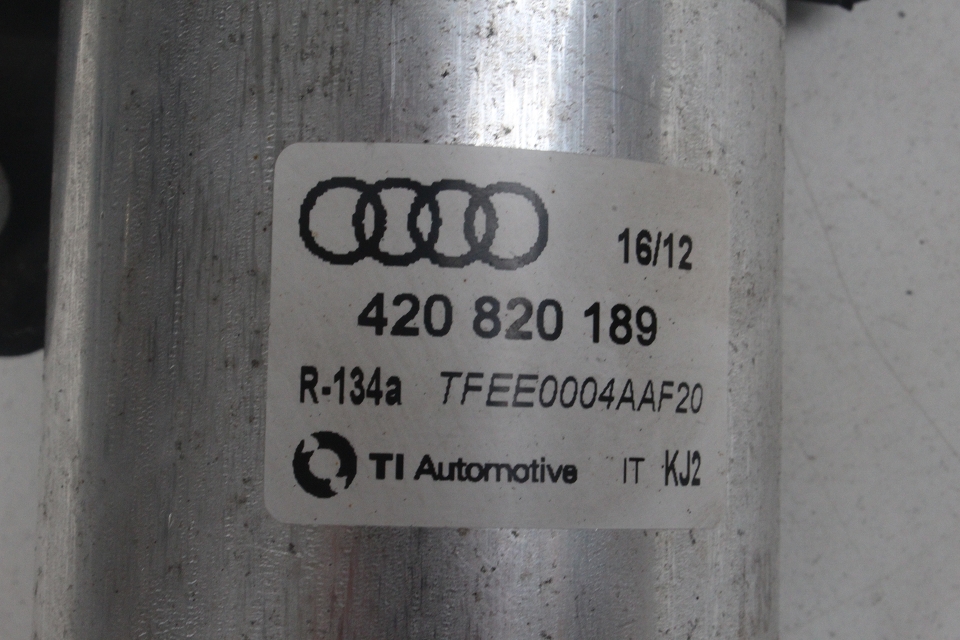 16/12
420 820 189
R-134a TFEE0004AAF20
TI Automotive IT KJ2